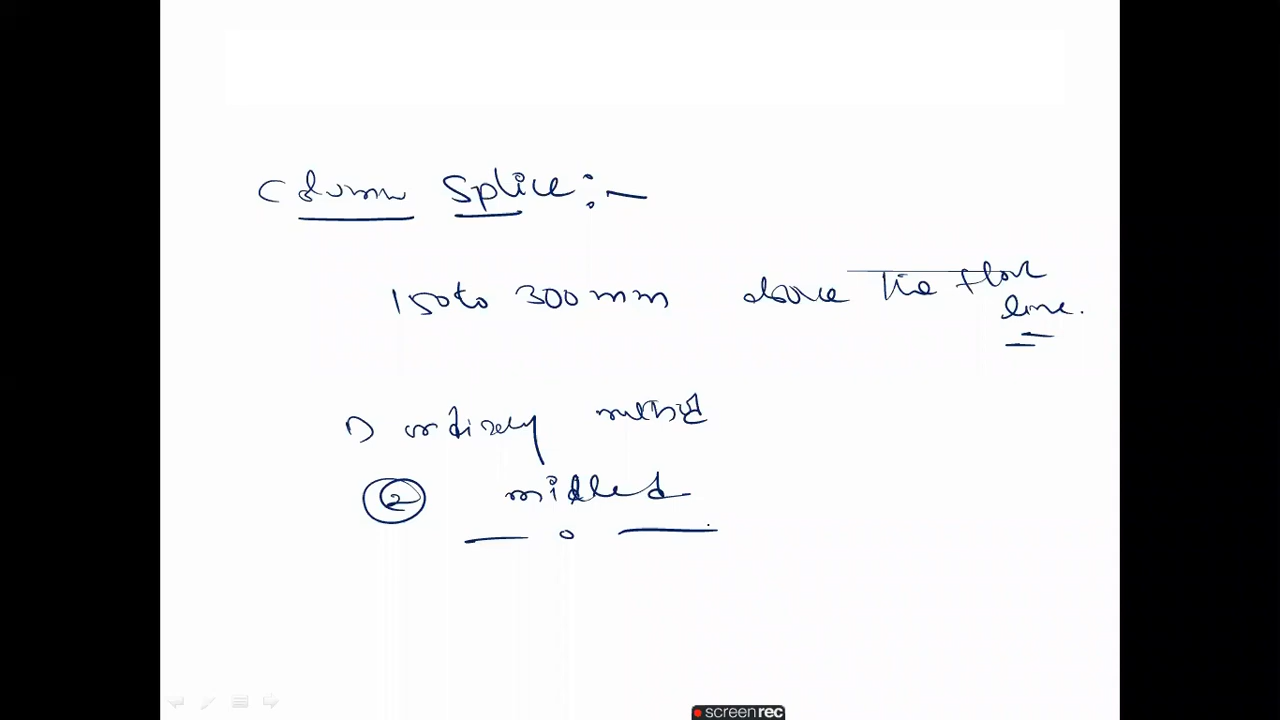 Column Splice :-
150 to 300 mm above the floor
line.
1) ordinary method
② milled
screenrec